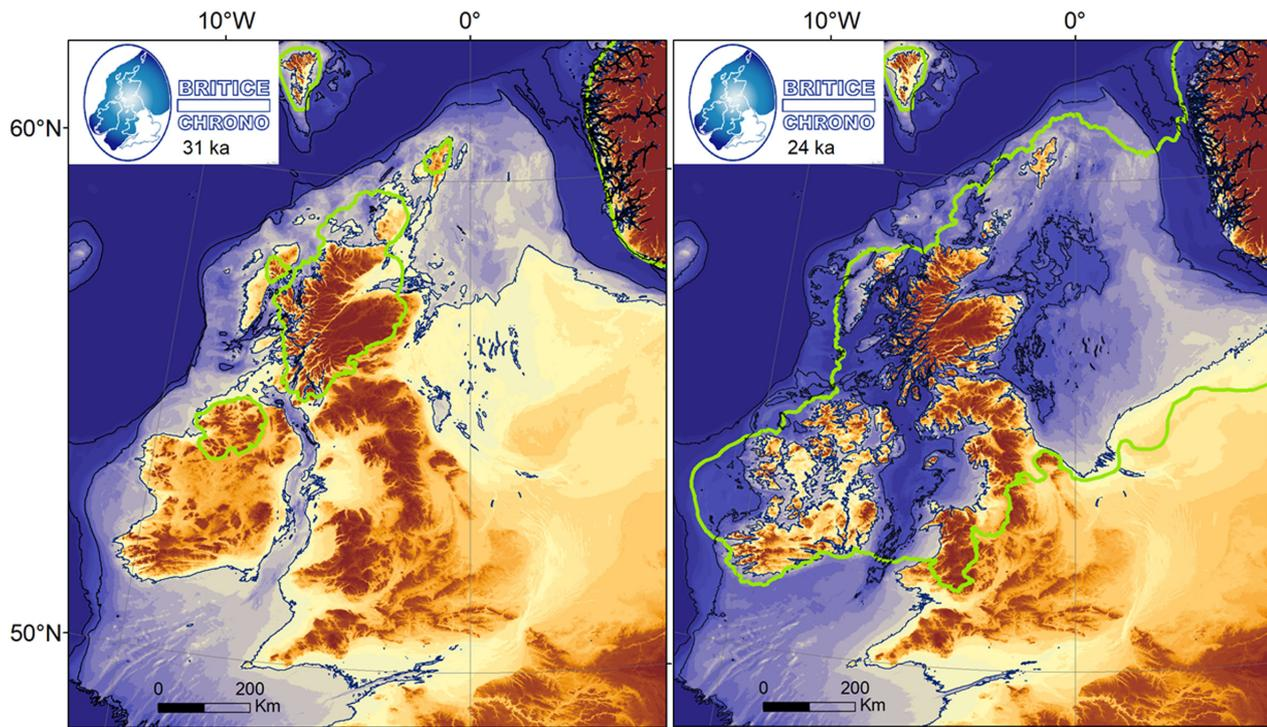 10°W 0° 10°W 0°
BRITICE
CHRONO
31 ka
BRITICE
CHRONO
24 ka
60°N
50°N
0 200
Km
0 200
Km